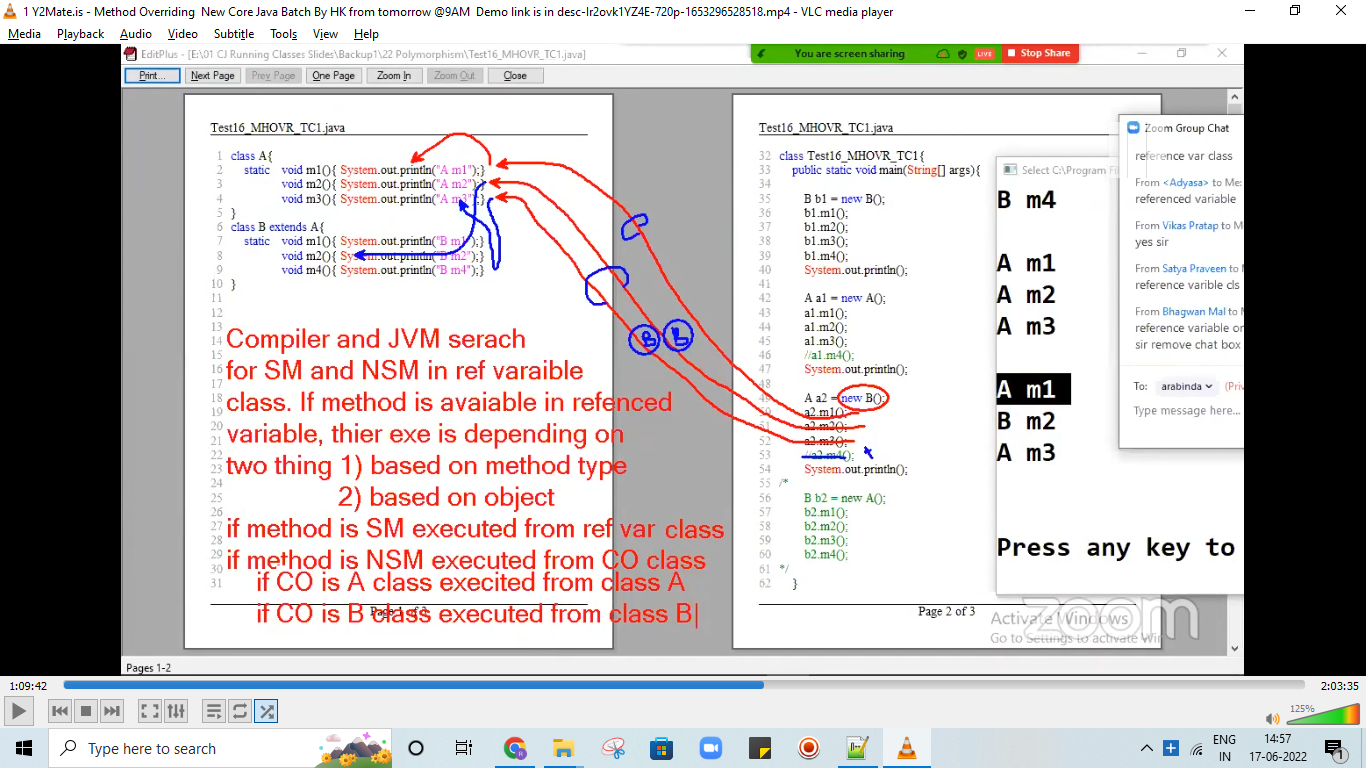 1 Y2Mate.is - Method Overriding  New Core Java Batch By HK from tomorrow @9AM  Demo link is in desc-lr2ovk1YZ4E-720p-1653296528518.mp4 - VLC media player
Media Playback Audio Video Subtitle Tools View Help
EditPlus - [E:\01 CJ Running Classes Slides\Backup1\22 Polymorphism\Test16_MHOVR_TC1.java]
You are screen sharing LIVE Stop Share
Print... Next Page Prev Page One Page Zoom In Zoom Out Close
Test16_MHOVR_TC1.java
1 class A{
2 static void m1(){ System.out.println("A m1");}
3 void m2(){ System.out.println("A m2");}
4 void m3(){ System.out.println("A m3");}
5 }
6 class B extends A{
7 static void m1(){ System.out.println("B m1");}
8 void m2(){ System.out.println("B m2");}
9 void m4(){ System.out.println("B m4");}
10 }
11
12
13
14
15
16
17
18
19
20
21
22
23
24
25
26
27
28
29
30
31
Compiler and JVM serach
for SM and NSM in ref varaible
class. If method is avaiable in refenced
variable, thier exe is depending on
two thing 1) based on method type
2) based on object
if method is SM executed from ref var class
if method is NSM executed from CO class
if CO is A class execited from class A
if CO is B class executed from class B|
B B
Test16_MHOVR_TC1.java
32 class Test16_MHOVR_TC1{
33 public static void main(String[] args){
34
35 B b1 = new B();
36 b1.m1();
37 b1.m2();
38 b1.m3();
39 b1.m4();
40 System.out.println();
41
42 A a1 = new A();
43 a1.m1();
44 a1.m2();
45 a1.m3();
46 //a1.m4();
47 System.out.println();
48
49 A a2 = new B();
50 a2.m1();
51 a2.m2();
52 a2.m3();
53 //a2.m4(); x
54 System.out.println();
55 /*
56 B b2 = new A();
57 b2.m1();
58 b2.m2();
59 b2.m3();
60 b2.m4();
61 */
62 }
Page 2 of 3
Select C:\Program Fi
B m4
A m1
A m2
A m3
A m1
B m2
A m3
Press any key to
Zoom Group Chat
reference var class
From <Adyasa> to Me:
referenced variable
From Vikas Pratap to M
yes sir
From Satya Praveen to M
reference varible cls
From Bhagwan Mal to M
reference variable or
sir remove chat box
To: arabinda (Priv
Type message here...
zoom
Activate Windows
Go to Settings to activate Win
Pages 1-2
1:09:42 2:03:35
125%
Type here to search
ENG
IN
14:57
17-06-2022
1